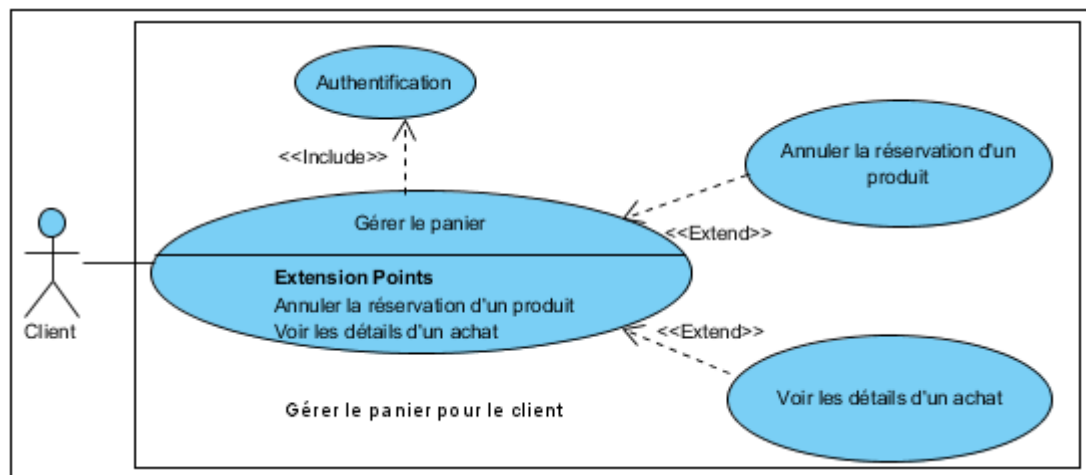 Authentification
<<Include>>
Annuler la réservation d'un
produit
Gérer le panier
<<Extend>>
Extension Points
Annuler la réservation d'un produit
Voir les détails d'un achat
<<Extend>>
Client
Voir les détails d'un achat
Gérer le panier pour le client